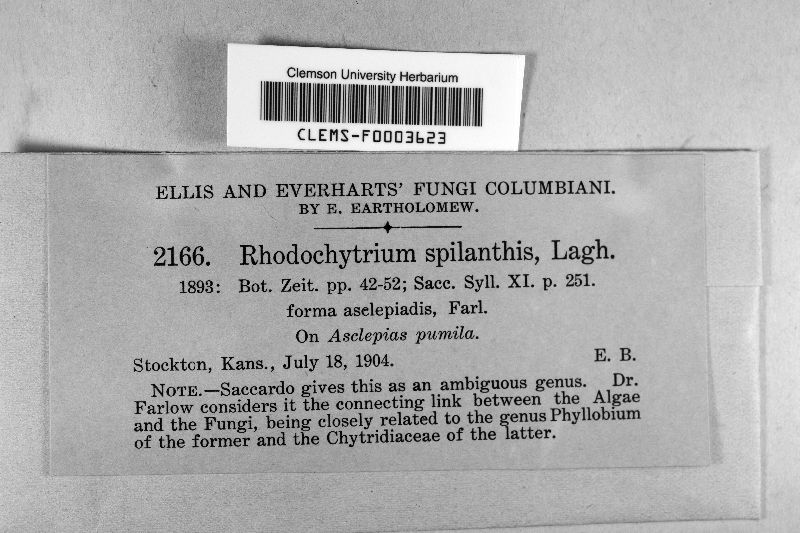 Clemson University Herbarium
CLEMS-F0003623
ELLIS AND EVERHARTS' FUNGI COLUMBIANI.
BY E. EARTHOLOMEW.
2166. Rhodochytrium spilanthis, Lagh.
1893: Bot. Zeit. pp. 42-52; Sacc. Syll. XI. p. 251.
forma aselepiadis, Farl.
On Asclepias pumila.
Stockton, Kans., July 18, 1904. E. B.
NOTE.—Saccardo gives this as an ambiguous genus. Dr.
Farlow considers it the connecting link between the Algae
and the Fungi, being closely related to the genus Phyllobium
of the former and the Chytridiaceae of the latter.